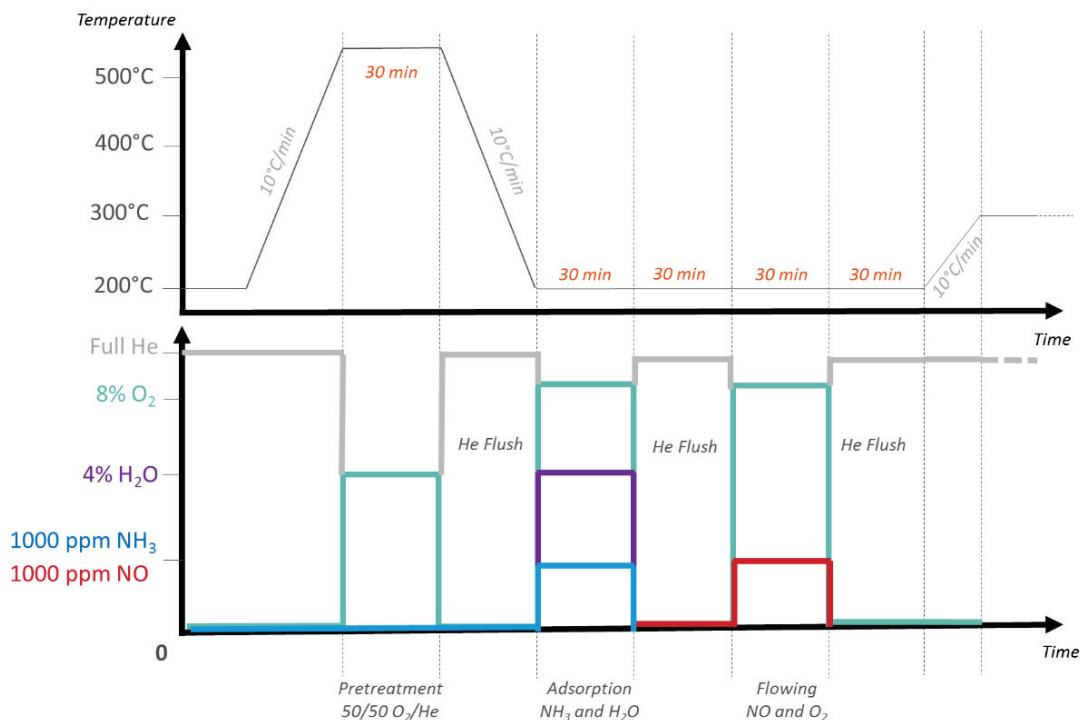 Temperature
500°C
30 min
400°C
10°C/min
10°C/min
300°C
30 min
30 min
30 min
30 min
10°C/min
200°C
Time
Full He
8% O₂
He Flush
He Flush
He Flush
4% H₂O
1000 ppm NH₃
1000 ppm NO
0
Time
Pretreatment
50/50 O₂/He
Adsorption
NH₃ and H₂O
Flowing
NO and O₂